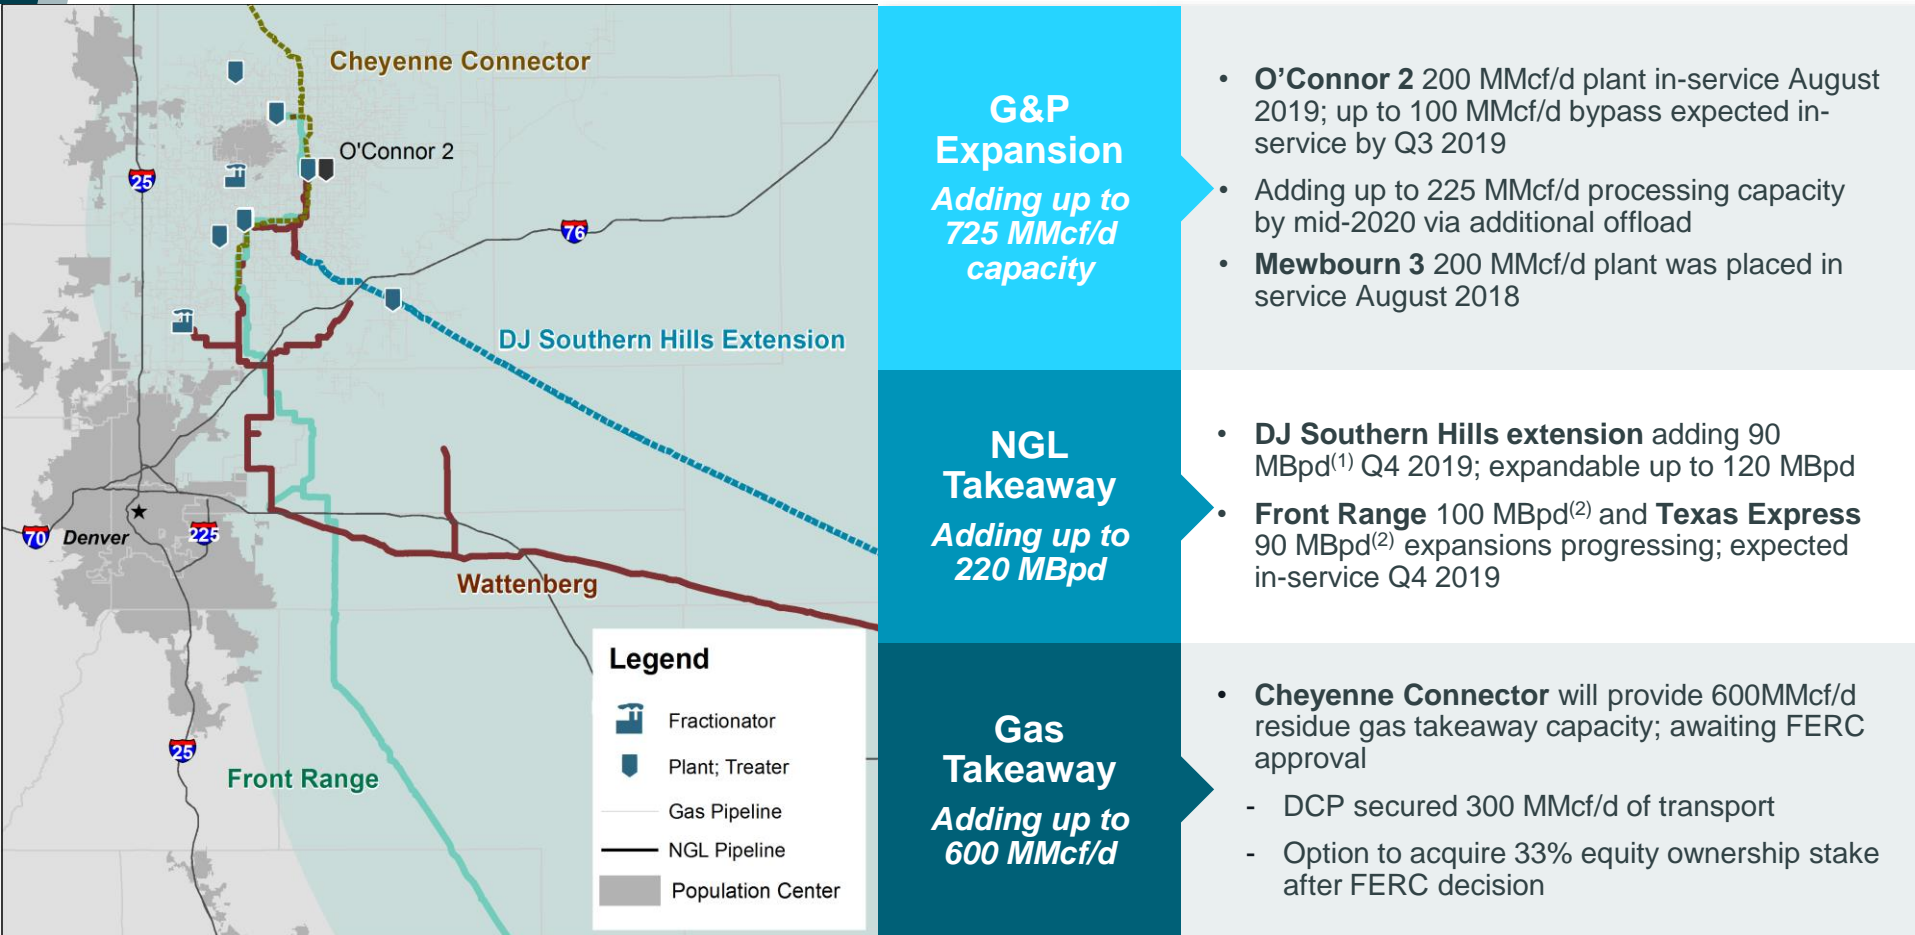 Cheyenne Connector
O'Connor 2
25
76
DJ Southern Hills Extension
70
Denver
225
Wattenberg
25
Front Range
Legend
Fractionator
Plant; Treater
Gas Pipeline
NGL Pipeline
Population Center
G&P
Expansion
Adding up to
725 MMcf/d
capacity
• O’Connor 2 200 MMcf/d plant in-service August
2019; up to 100 MMcf/d bypass expected in-
service by Q3 2019
• Adding up to 225 MMcf/d processing capacity
by mid-2020 via additional offload
• Mewbourn 3 200 MMcf/d plant was placed in
service August 2018
NGL
Takeaway
Adding up to
220 MBpd
• DJ Southern Hills extension adding 90
MBpd(1) Q4 2019; expandable up to 120 MBpd
• Front Range 100 MBpd(2) and Texas Express
90 MBpd(2) expansions progressing; expected
in-service Q4 2019
Gas
Takeaway
Adding up to
600 MMcf/d
• Cheyenne Connector will provide 600MMcf/d
residue gas takeaway capacity; awaiting FERC
approval
- DCP secured 300 MMcf/d of transport
- Option to acquire 33% equity ownership stake
after FERC decision